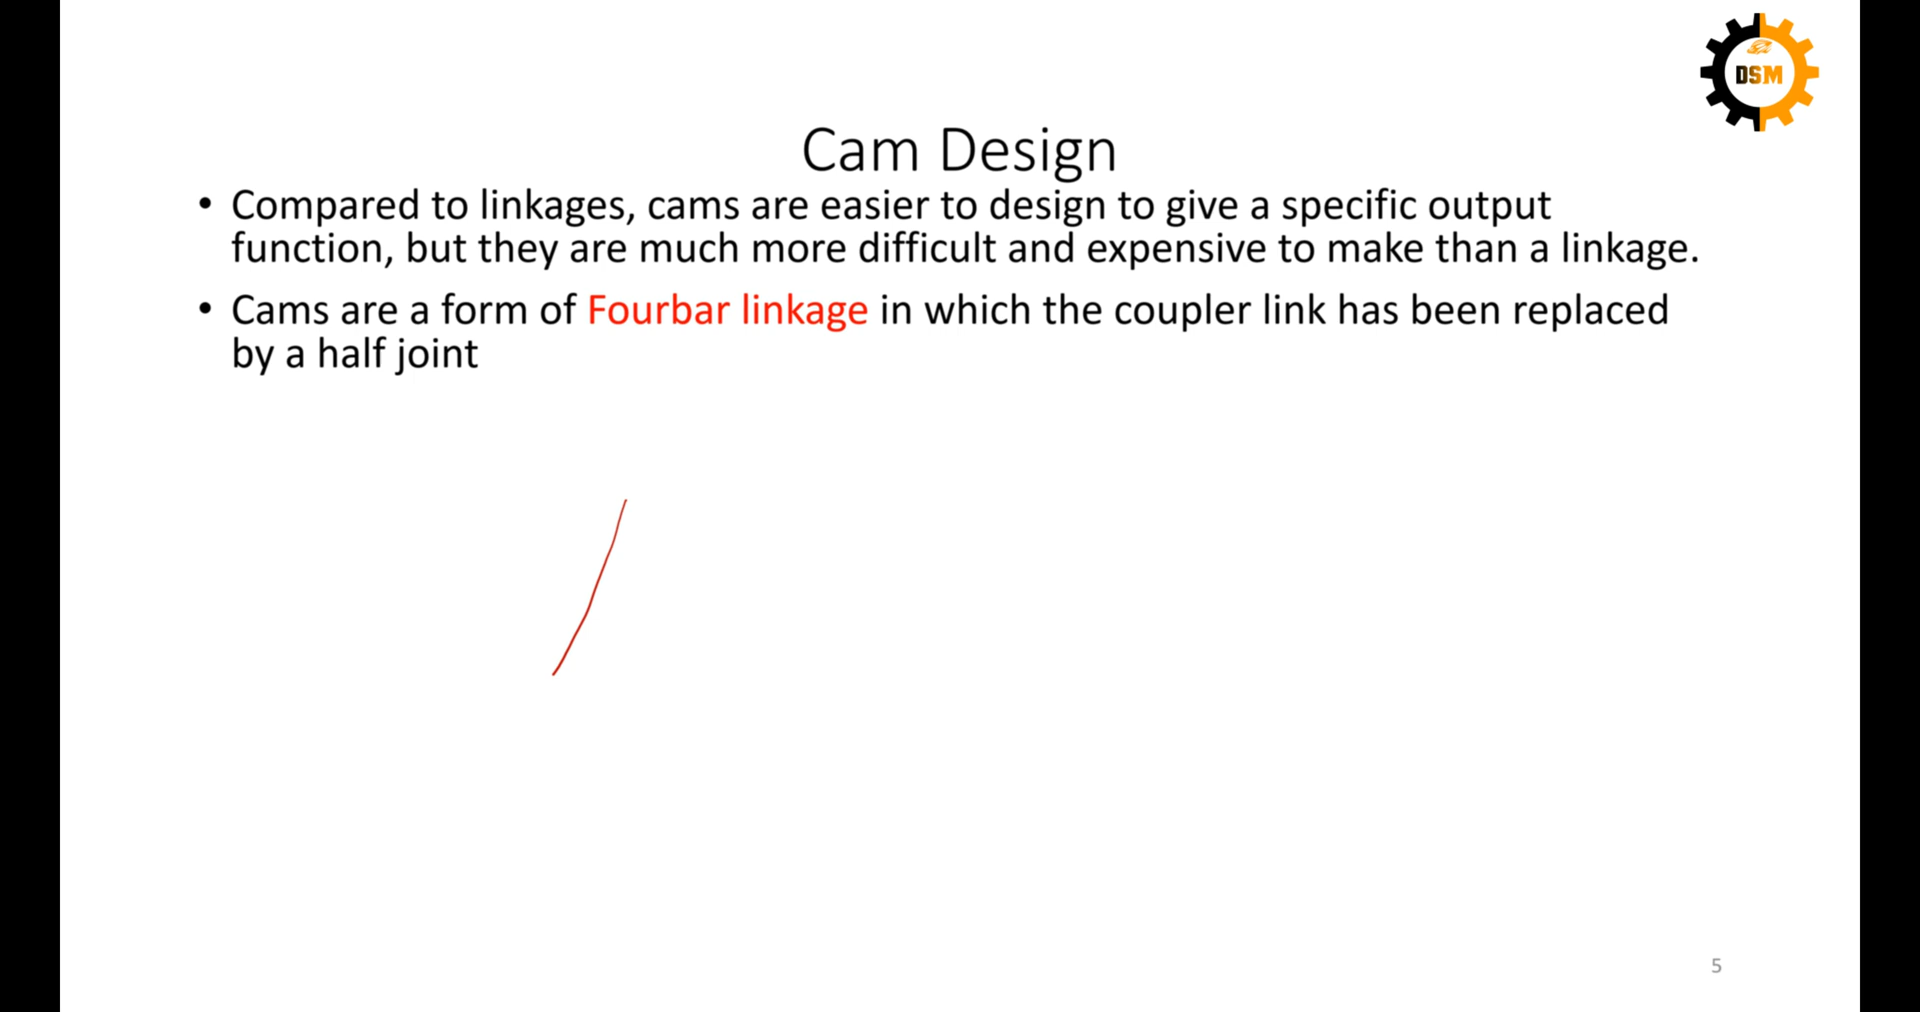 DSM
Cam Design
• Compared to linkages, cams are easier to design to give a specific output
function, but they are much more difficult and expensive to make than a linkage.
• Cams are a form of Fourbar linkage in which the coupler link has been replaced
by a half joint
5